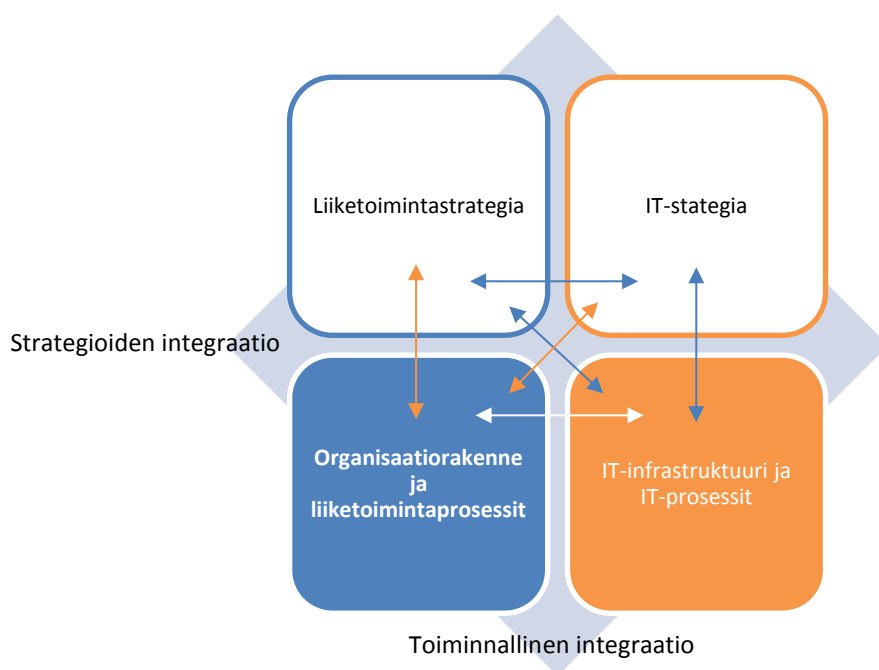 Liiketoimintastrategia
IT-stategia
Strategioiden integraatio
Organisaatiorakenne
ja
liiketoimintaprosessit
IT-infrastruktuuri ja
IT-prosessit
Toiminnallinen integraatio